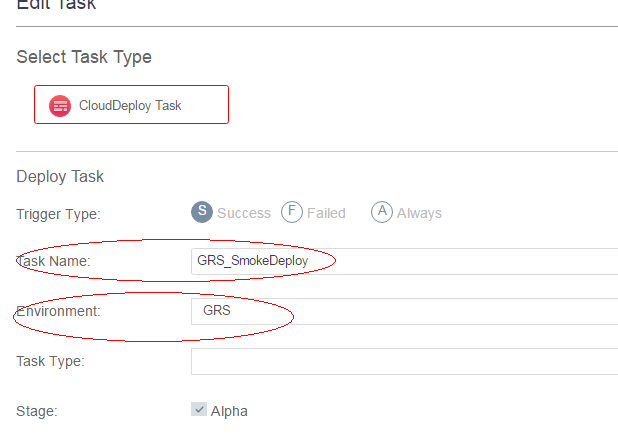 Edit Task
Select Task Type
CloudDeploy Task
Deploy Task
Trigger Type: S Success F Failed A Always
Task Name: GRS_SmokeDeploy
Environment: GRS
Task Type:
Stage: Alpha